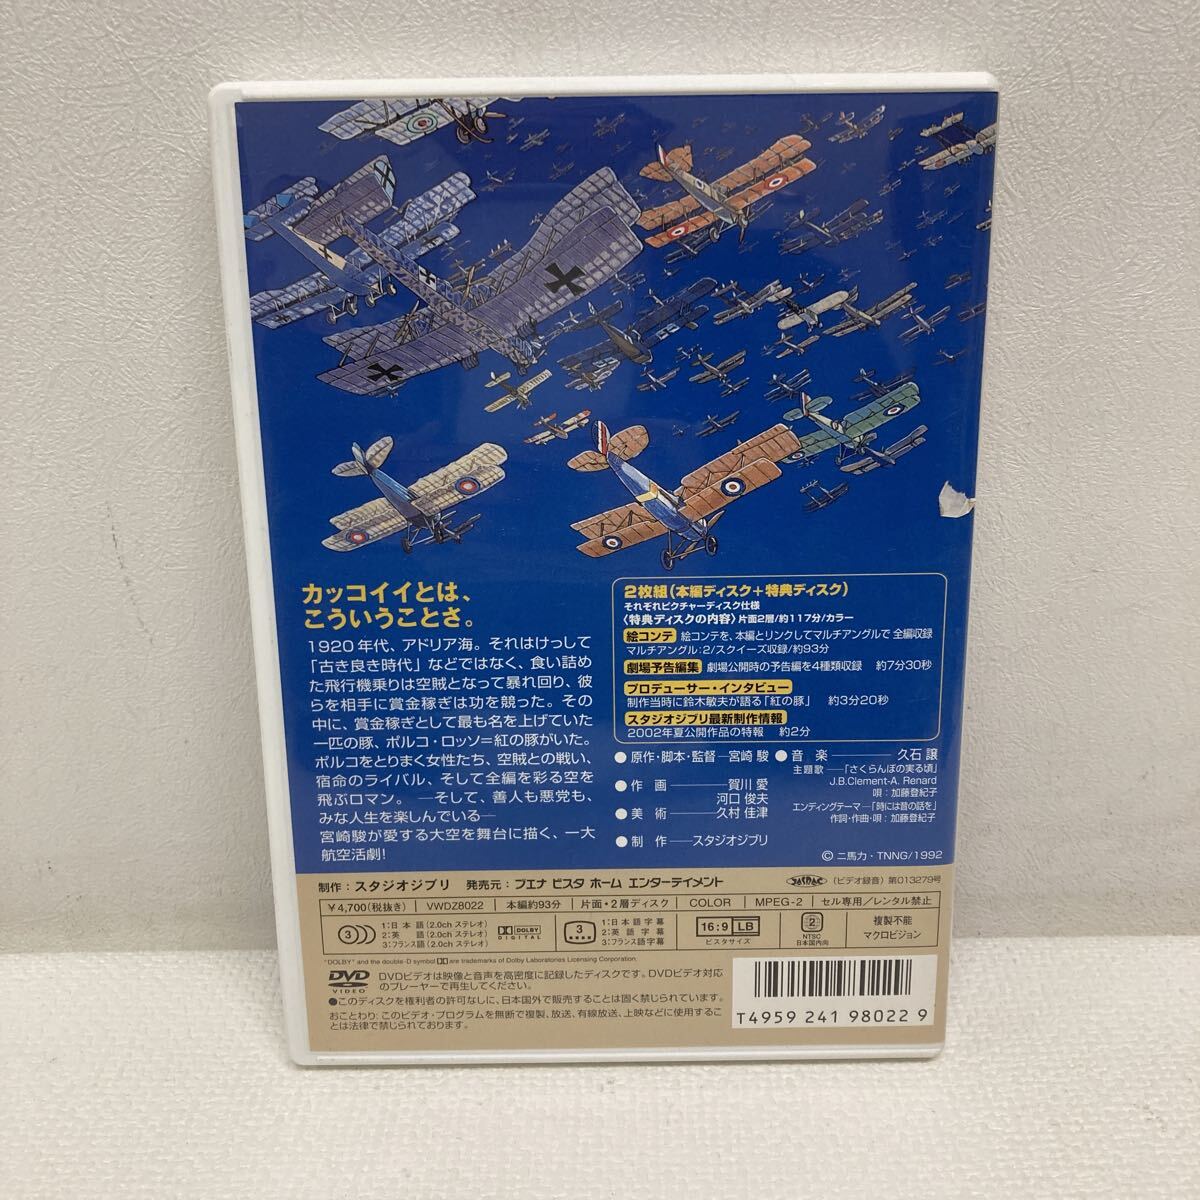 カッコイイとは、
こういうことさ。
1920年代、アドリア海。それはけっして
「古き良き時代」などではなく、食い詰め
た飛行機乗りは空賊となって暴れ回り、彼
らを相手に賞金稼ぎは功を競った。その
中に、賞金稼ぎとして最も名を上げていた
一匹の豚、ポルコ・ロッソ=紅の豚がいた。
ポルコをとりまく女性たち、空賊との戦い、
宿命のライバル、そして全編を彩る空を
飛ぶロマン。 ―そして、善人も悪党も、
みな人生を楽しんでいる―
宮崎駿が愛する大空を舞台に描く、一大
航空活劇!
2枚組(本編ディスク+特典ディスク)
それぞれピクチャーディスク仕様
〈特典ディスクの内容〉片面2層/約117分/カラー
絵コンテ 絵コンテを、本編とリンクしてマルチアングルで 全編収録
マルチアングル:2/スクイーズ収録/約93分
劇場予告編集 劇場公開時の予告編を4種類収録 約7分30秒
プロデューサー・インタビュー
制作当時に鈴木敏夫が語る「紅の豚」 約3分20秒
スタジオジブリ最新制作情報
2002年夏公開作品の特報 約2分
●原作・脚本・監督―宮崎 駿
●作 画―賀川 愛
河口 俊夫
●美 術―久村 佳津
●制 作―スタジオジブリ
●音 楽―久石 譲
主題歌―「さくらんぼの実る頃」
J.B.Clement-A. Renard
唄:加藤登紀子
エンディングテーマ―「時には昔の話を」
作詞・作曲・唄:加藤登紀子
© 二馬力・TNNG/1992
制作:スタジオジブリ 発売元:ブエナ ビスタ ホーム エンターテイメント
JASRAC (ビデオ録音)第013279号
¥4,700(税抜き) VWDZ8022 本編約93分 片面・2層ディスク COLOR MPEG-2 セル専用/レンタル禁止
3 1:日本語(2.0ch ステレオ)
2:英 語(2.0ch ステレオ)
3:フランス語(2.0ch ステレオ)
DOLBY DIGITAL
3 1:日本語字幕
2:英 語 字 幕
3:フランス語字幕
16:9 LB
ビスタサイズ
2
NTSC
日本国内向
複製不能
マクロビジョン
"DOLBY" and the double-D symbol are trademarks of Dolby Laboratories Licensing Corporation.
DVD VIDEO
DVDビデオは映像と音声を高密度に記録したディスクです。DVDビデオ対応
のプレーヤーで再生してください。
●このディスクを権利者の許可なしに、日本国外で販売することは固く禁じられています。
おことわり:このビデオ・プログラムを無断で複製、放送、有線放送、上映などに使用するこ
とは法律で禁じられております。
T4959 241 98022 9